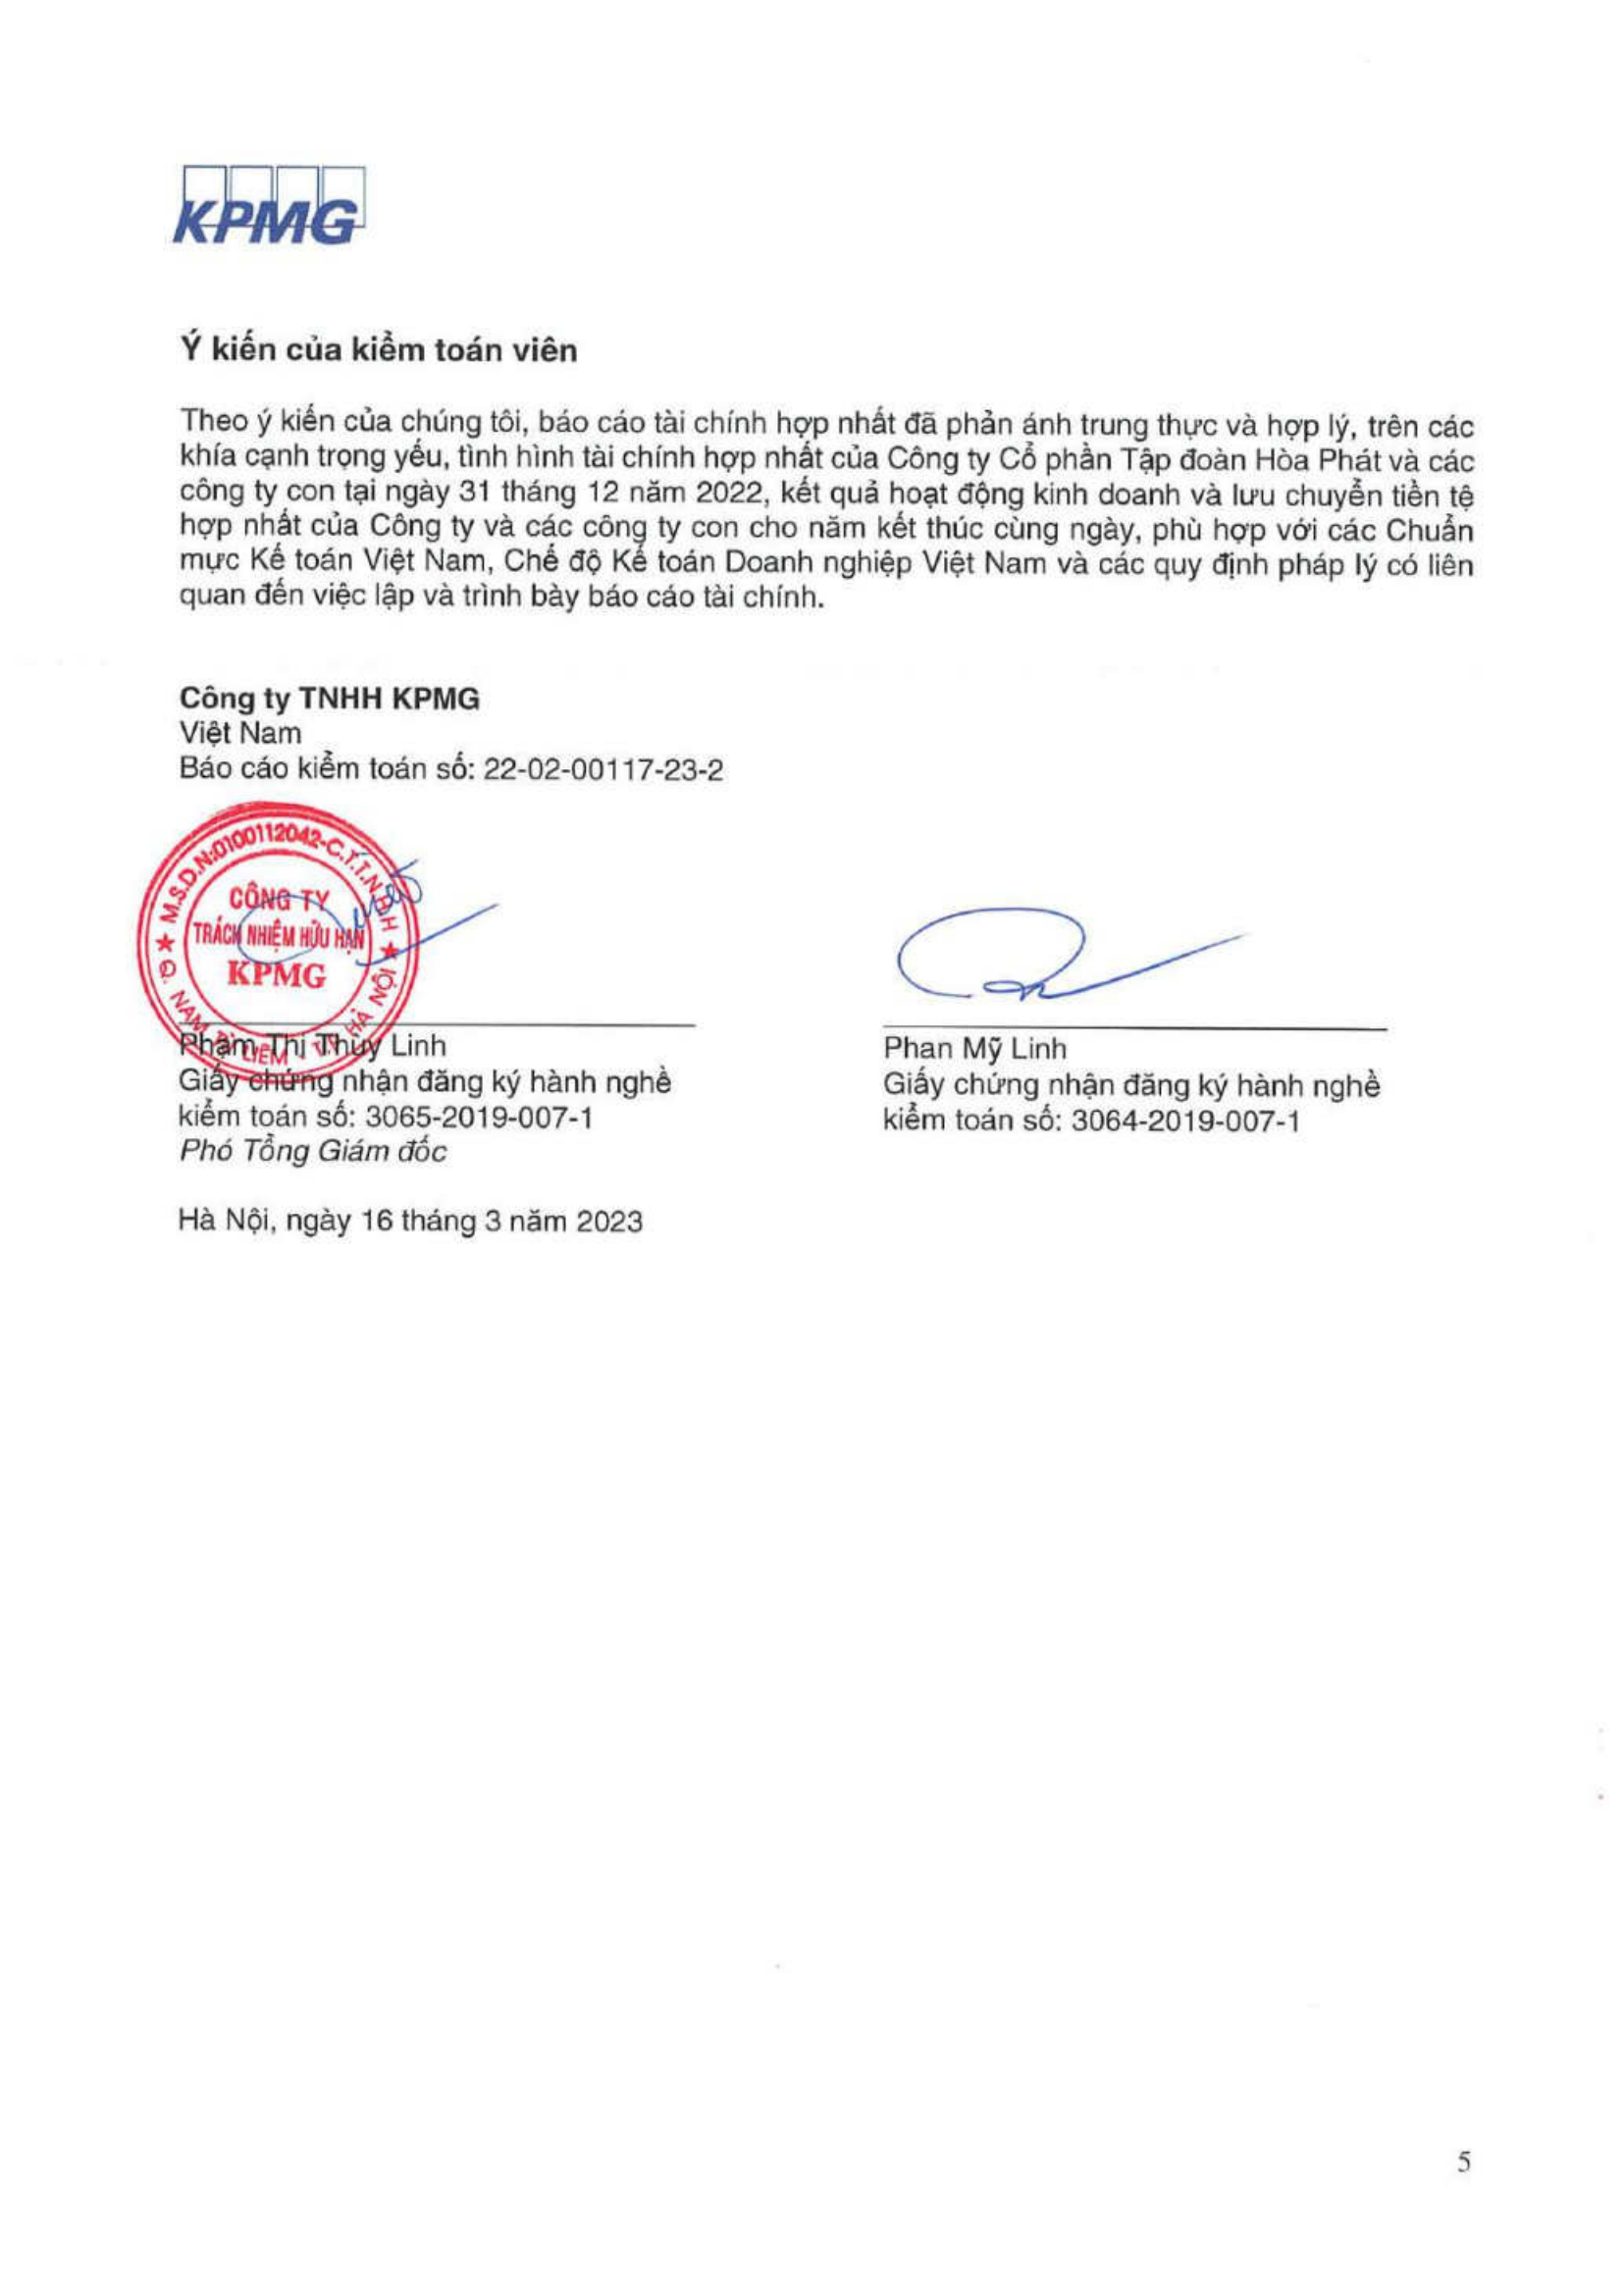 KPMG
Ý kiến của kiểm toán viên
Theo ý kiến của chúng tôi, báo cáo tài chính hợp nhất đã phản ánh trung thực và hợp lý, trên các
khía cạnh trọng yếu, tình hình tài chính hợp nhất của Công ty Cổ phần Tập đoàn Hòa Phát và các
công ty con tại ngày 31 tháng 12 năm 2022, kết quả hoạt động kinh doanh và lưu chuyển tiền tệ
hợp nhất của Công ty và các công ty con cho năm kết thúc cùng ngày, phù hợp với các Chuẩn
mực Kế toán Việt Nam, Chế độ Kế toán Doanh nghiệp Việt Nam và các quy định pháp lý có liên
quan đến việc lập và trình bày báo cáo tài chính.
Công ty TNHH KPMG
Việt Nam
Báo cáo kiểm toán số: 22-02-00117-23-2
M.S.D.N:0100112042-C.T.T.N.H.H
CÔNG TY
TRÁCH NHIỆM HỮU HẠN
KPMG
Q. NAM TỪ LIÊM - T.P HÀ NỘI
Phạm Thị Thùy Linh
Giấy chứng nhận đăng ký hành nghề
kiểm toán số: 3065-2019-007-1
Phó Tổng Giám đốc
Phan Mỹ Linh
Giấy chứng nhận đăng ký hành nghề
kiểm toán số: 3064-2019-007-1
Hà Nội, ngày 16 tháng 3 năm 2023
5